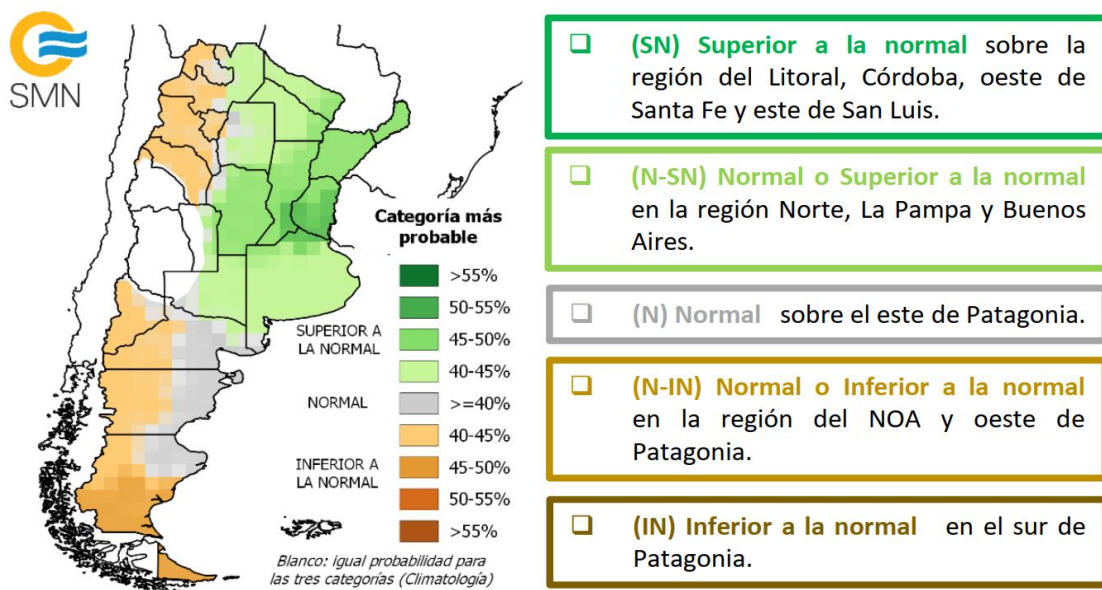 SMN
Categoría más
probable
SUPERIOR A
LA NORMAL
NORMAL
INFERIOR A
LA NORMAL
>55%
50-55%
45-50%
40-45%
>=40%
40-45%
45-50%
50-55%
>55%
Blanco: igual probabilidad para
las tres categorías (Climatología)
(SN) Superior a la normal sobre la
región del Litoral, Córdoba, oeste de
Santa Fe y este de San Luis.
(N-SN) Normal o Superior a la normal
en la región Norte, La Pampa y Buenos
Aires.
(N) Normal sobre el este de Patagonia.
(N-IN) Normal o Inferior a la normal
en la región del NOA y oeste de
Patagonia.
(IN) Inferior a la normal en el sur de
Patagonia.